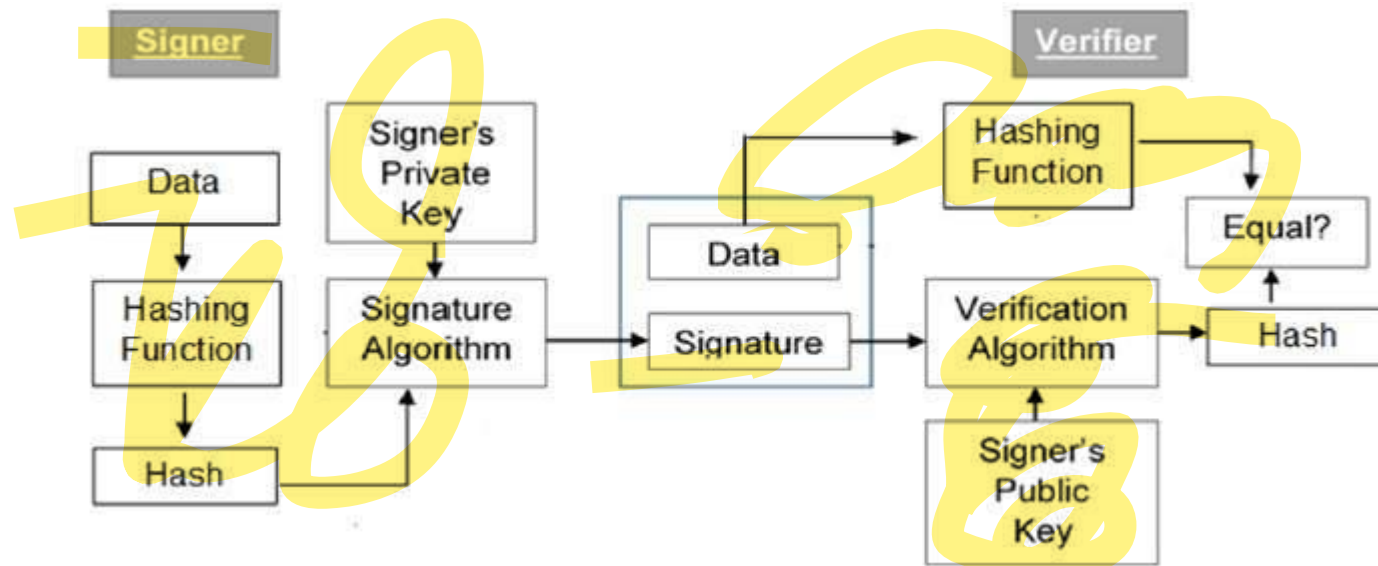 Signer
Verifier
Signer's
Private
Key
Hashing
Function
Data
Equal?
Data
Hashing
Function
Signature
Algorithm
Signature
Verification
Algorithm
Hash
Hash
Signer's
Public
Key